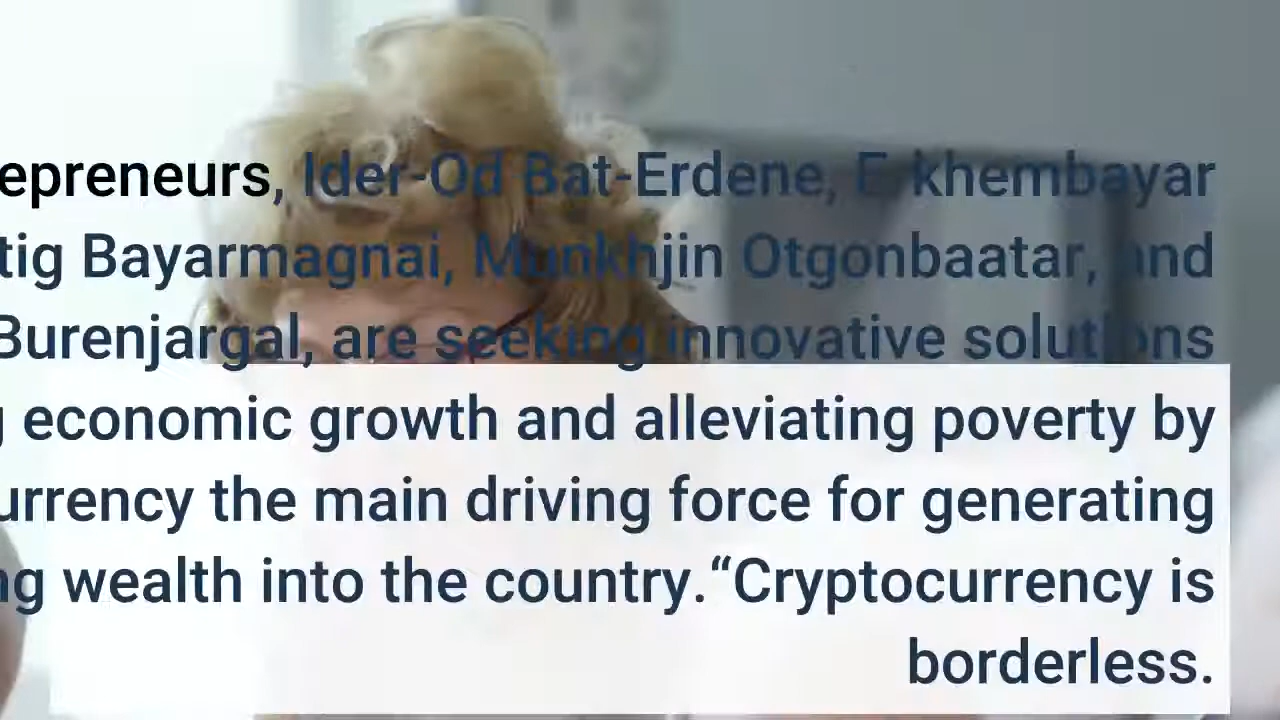 epreneurs, Ider-Od Bat-Erdene, E khembayar
tig Bayarmagnai, Munkhjin Otgonbaatar, and
Burenjargal, are seeking innovative solutions
g economic growth and alleviating poverty by
urrency the main driving force for generating
ng wealth into the country.“Cryptocurrency is
borderless.